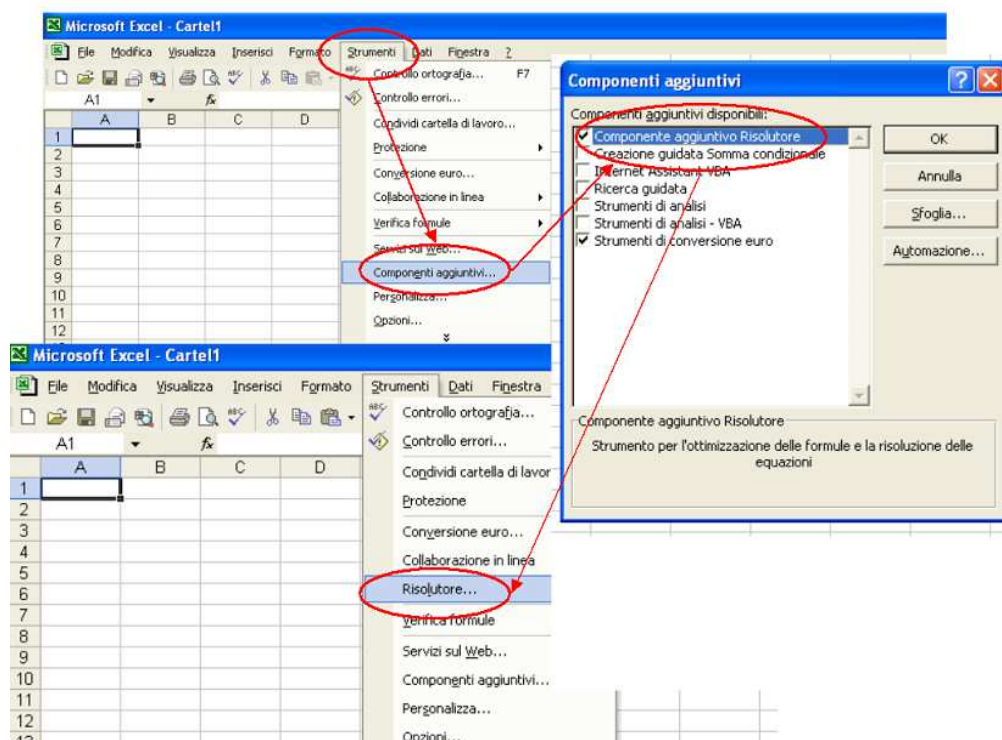 Microsoft Excel - Cartel1
File Modifica Visualizza Inserisci Formato Strumenti Dati Finestra ?
A1 fx
A B C D
1
2
3
4
5
6
7
8
9
10
11
12
Controllo ortografia... F7
Controllo errori...
Condividi cartella di lavoro...
Protezione
Conversione euro...
Collaborazione in linea
Verifica formule
Servizi sul Web...
Componenti aggiuntivi...
Personalizza...
Opzioni...
Componenti aggiuntivi
Componenti aggiuntivi disponibili:
Componente aggiuntivo Risolutore
Creazione guidata Somma condizionale
Internet Assistant VBA
Ricerca guidata
Strumenti di analisi
Strumenti di analisi - VBA
Strumenti di conversione euro
OK
Annulla
Sfoglia...
Automazione...
Componente aggiuntivo Risolutore
Strumento per l'ottimizzazione delle formule e la risoluzione delle
equazioni
Microsoft Excel - Cartel1
File Modifica Visualizza Inserisci Formato Strumenti Dati Finestra
A1 fx
A B C D
1
2
3
4
5
6
7
8
9
10
11
12
13
Controllo ortografia...
Controllo errori...
Condividi cartella di lavor
Protezione
Conversione euro...
Collaborazione in linea
Risolutore...
Verifica formule
Servizi sul Web...
Componenti aggiuntivi...
Personalizza...
Opzioni...